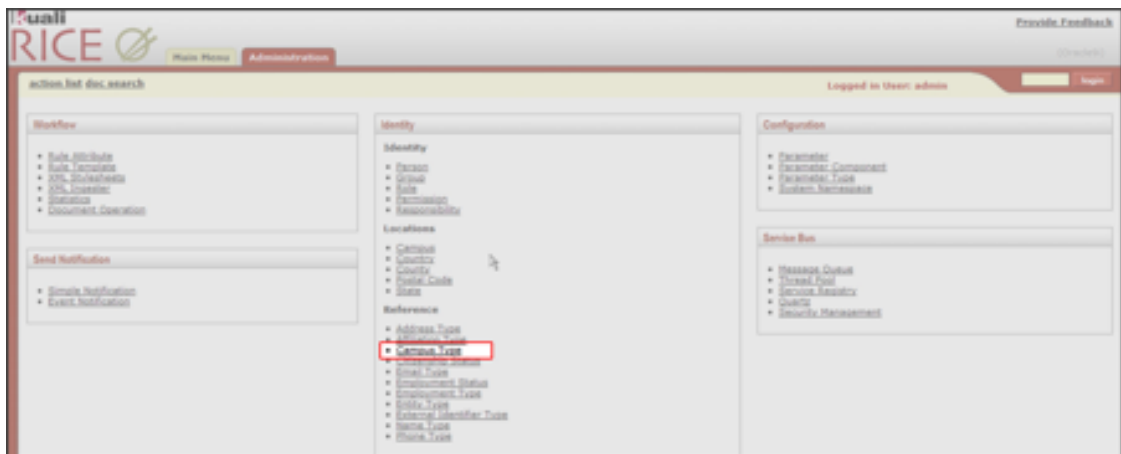 Kuali
Provide Feedback
RICE
Main Menu Administration
action list doc search
Logged in User: admin
login
Workflow
Rule Attribute
Rule Template
XML Stylesheets
XML Ingester
Statistics
Document Operation
Send Notification
Simple Notification
Event Notification
Identity
Identity
Person
Group
Role
Permission
Responsibility
Locations
Campus
Country
County
Postal Code
State
Reference
Address Type
Affiliation Type
Campus Type
Citizenship Status
Email Type
Employment Status
Employment Type
Entity Type
External Identifier Type
Name Type
Phone Type
Configuration
Parameter
Parameter Component
Parameter Type
System Namespace
Service Bus
Message Queue
Thread Pool
Service Registry
Quartz
Security Management